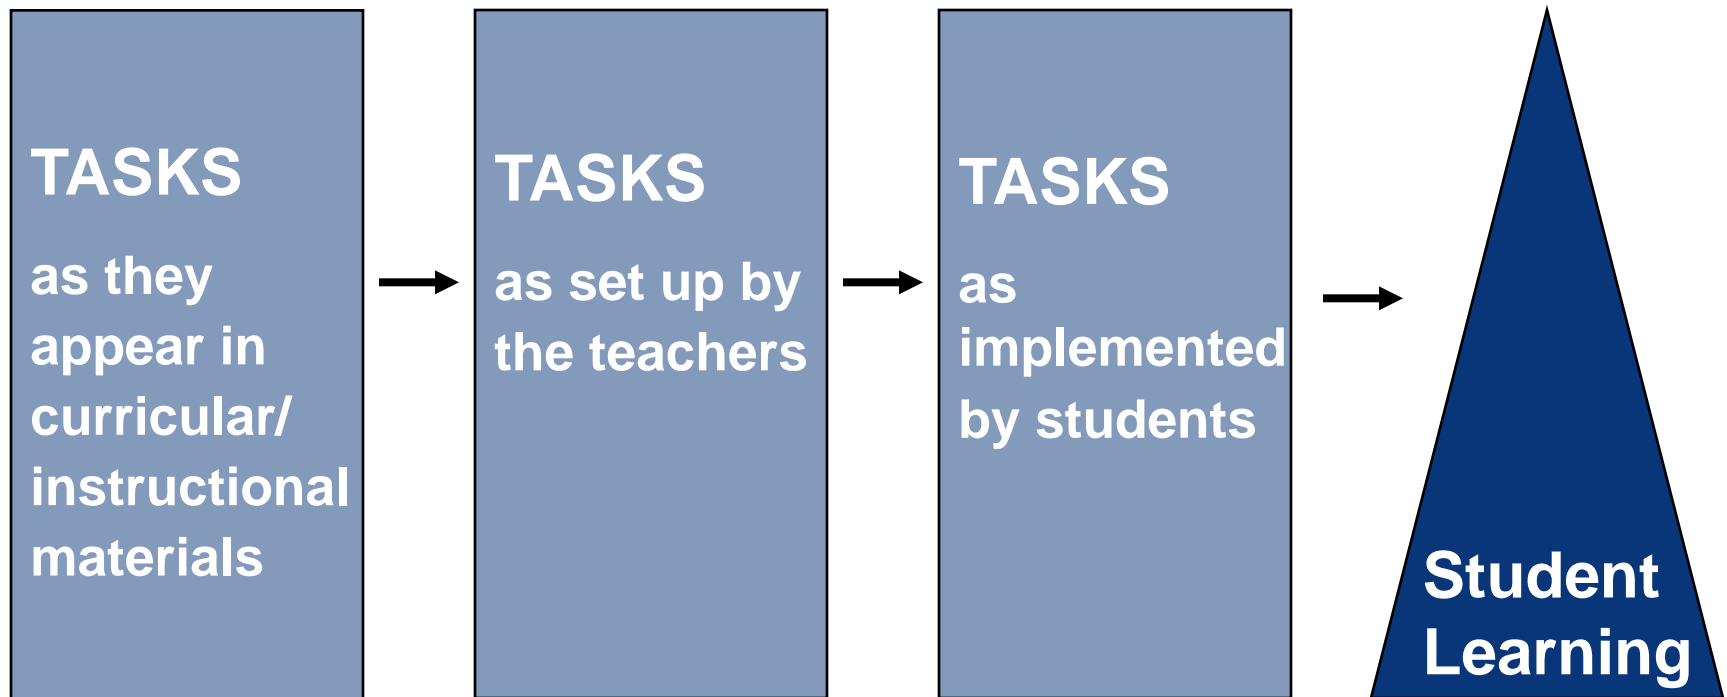 TASKS
as they
appear in
curricular/
instructional
materials
TASKS
as set up by
the teachers
TASKS
as
implemented
by students
Student
Learning